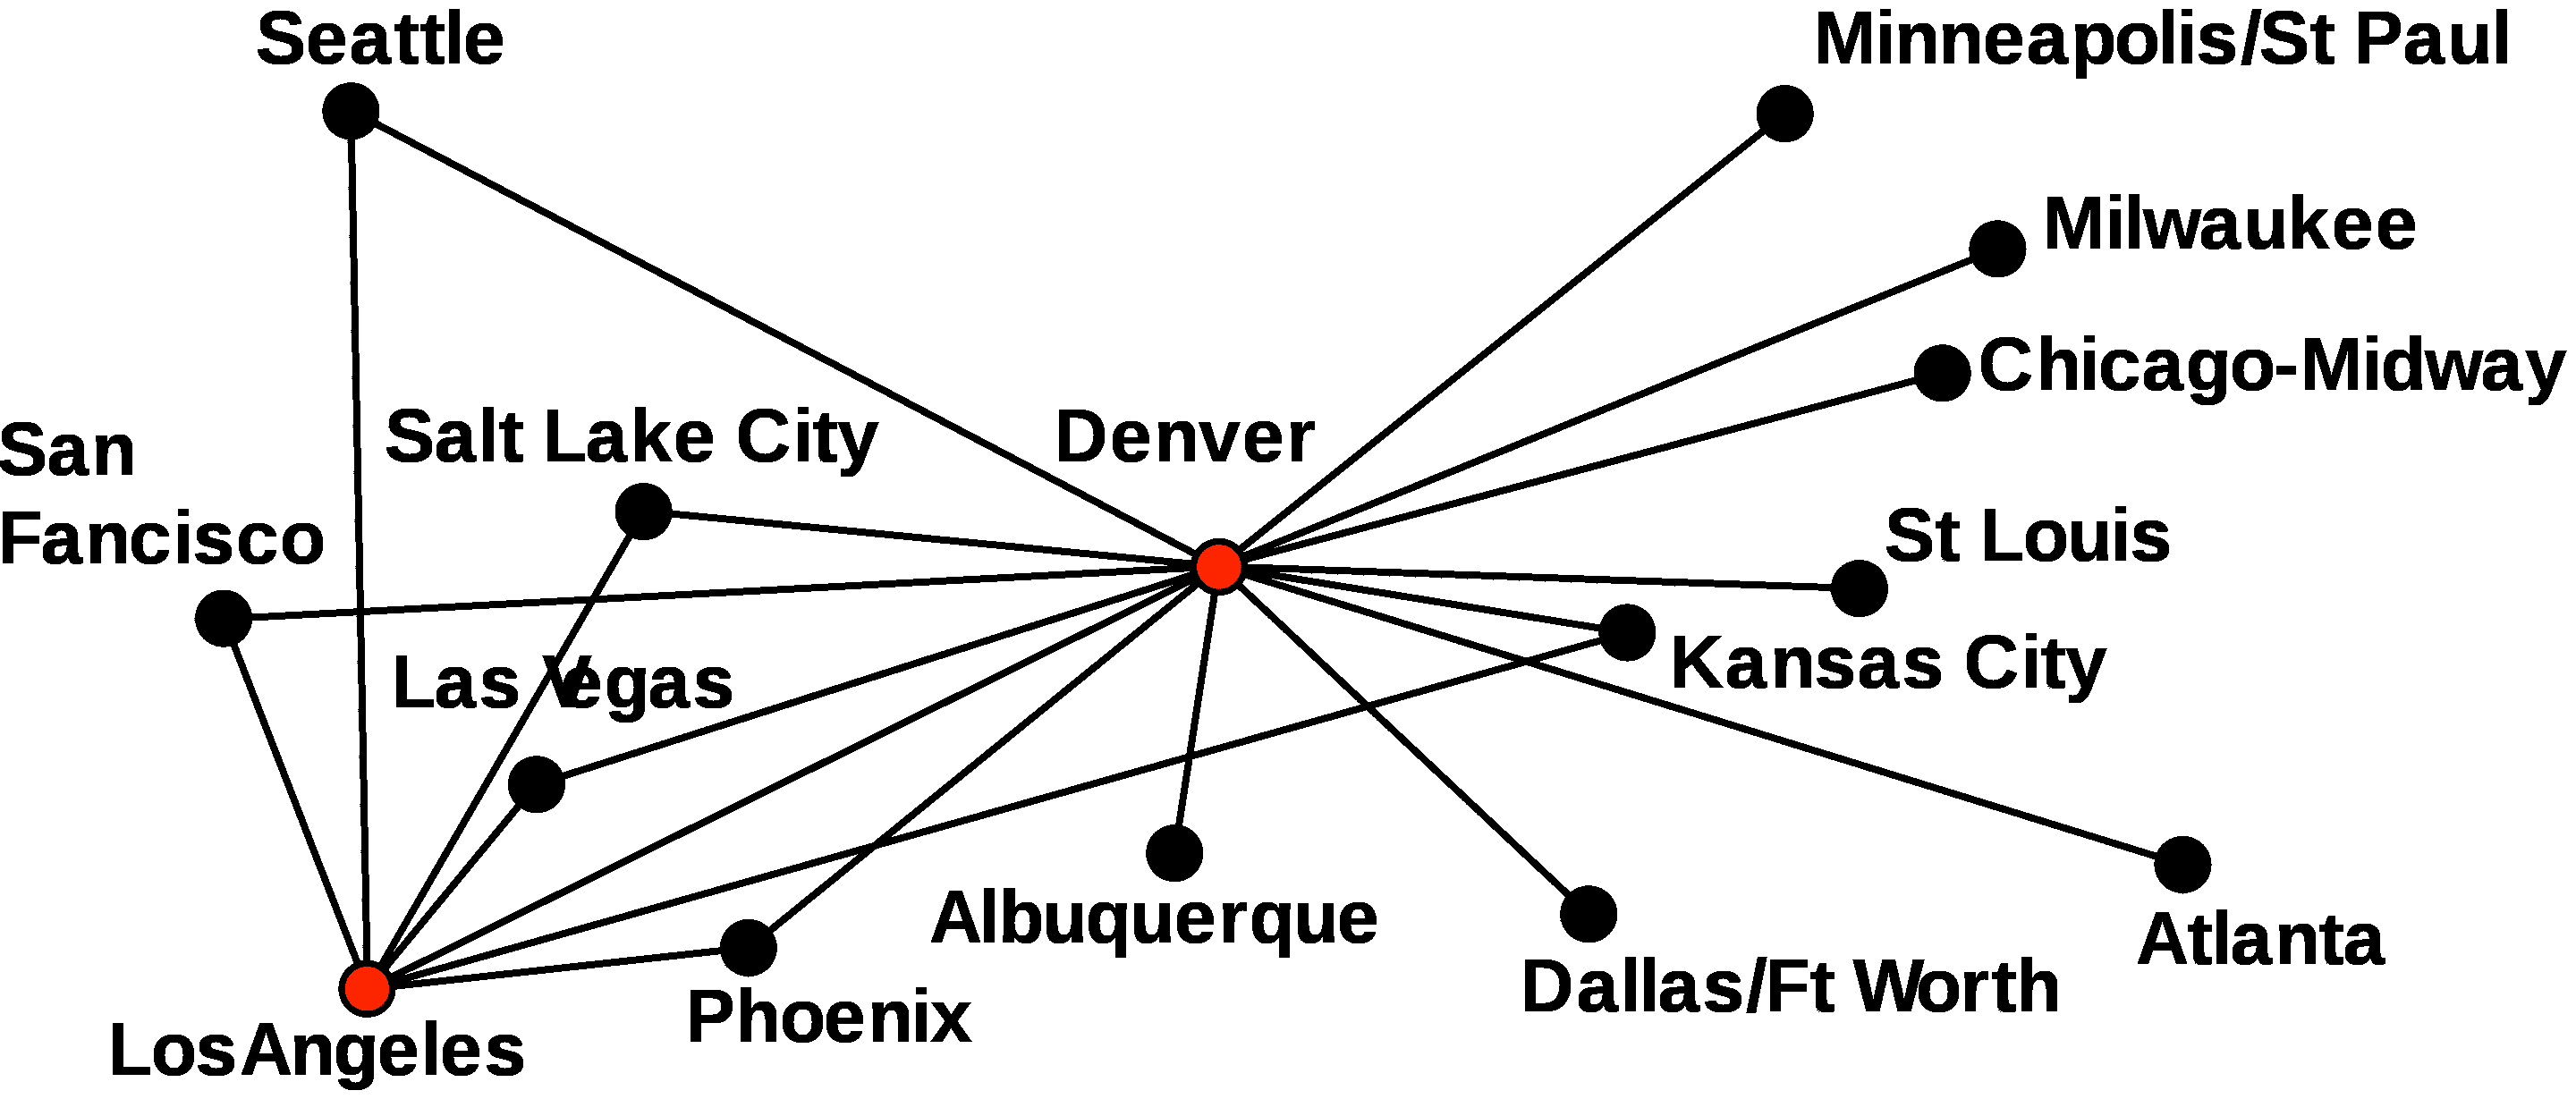 Seattle
Minneapolis/St Paul
Milwaukee
Chicago-Midway
Salt Lake City
Denver
San
Fancisco
St Louis
Kansas City
Las Vegas
Albuquerque
Atlanta
Dallas/Ft Worth
Phoenix
LosAngeles